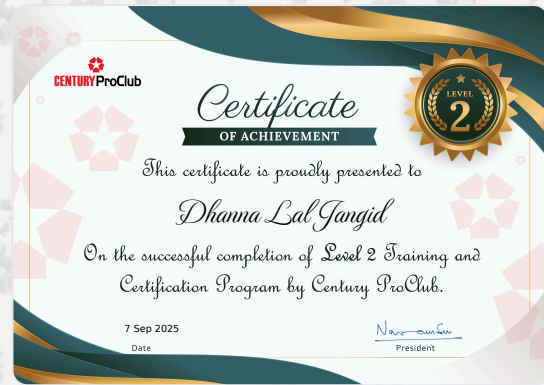 CENTURY ProClub
LEVEL
2
Certificate
OF ACHIEVEMENT
This certificate is proudly presented to
Dhanna Lal Jangid
On the successful completion of Level 2 Training and
Certification Program by Century ProClub.
7 Sep 2025
Date
President